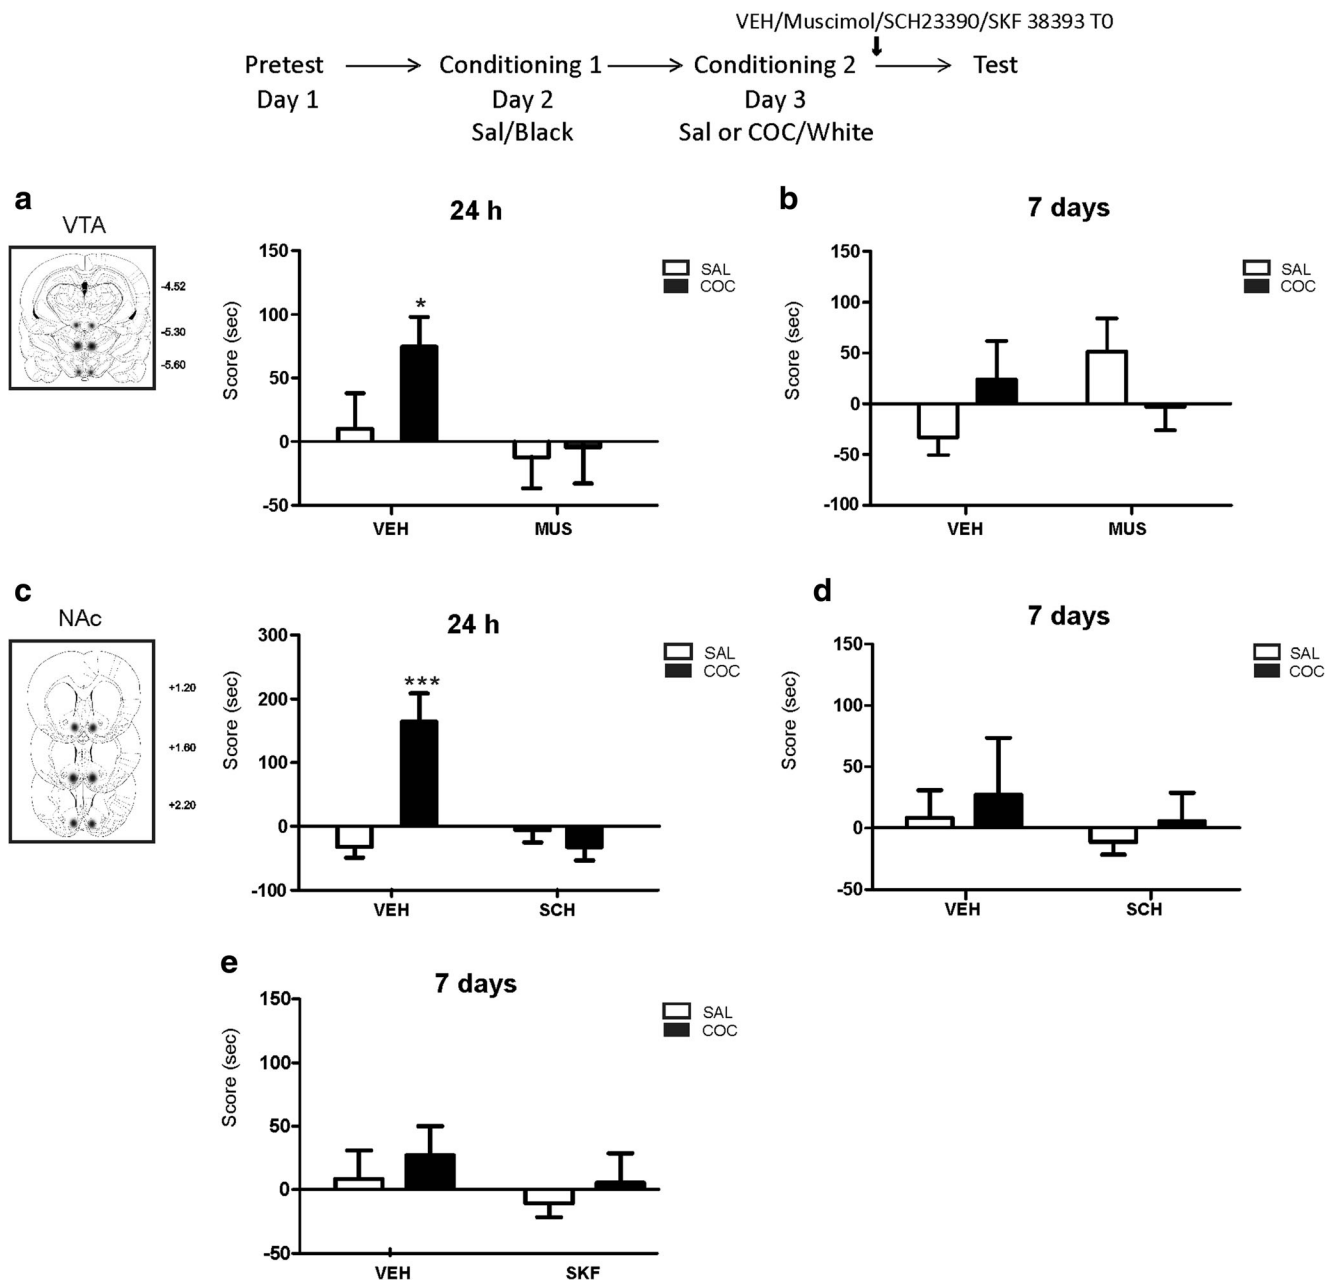 VEH/Muscimol/SCH23390/SKF 38393 T0
Pretest Conditioning 1 Conditioning 2 Test
Day 1 Day 2 Day 3
Sal/Black Sal or COC/White
a
VTA
-4.52
-5.30
-5.60
24 h
Score (sec)
150
100
50
0
-50
*
VEH MUS
SAL
COC
b
7 days
Score (sec)
150
100
50
0
-50
-100
VEH MUS
SAL
COC
c
NAc
+1.20
+1.60
+2.20
24 h
Score (sec)
300
200
100
0
-100
***
VEH SCH
SAL
COC
d
7 days
Score (sec)
150
100
50
0
-50
VEH SCH
SAL
COC
e
7 days
Score (sec)
150
100
50
0
-50
VEH SKF
SAL
COC